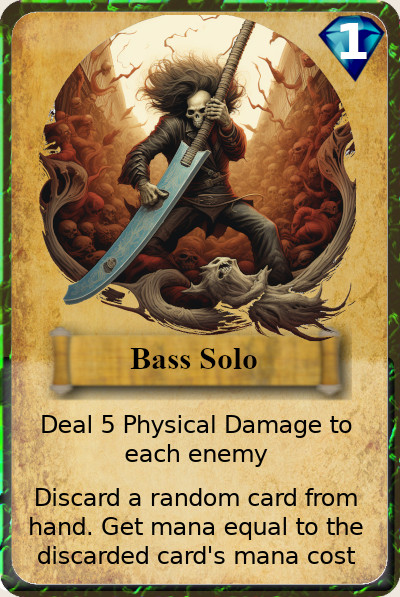 1
Bass Solo
Deal 5 Physical Damage to
each enemy
Discard a random card from
hand. Get mana equal to the
discarded card's mana cost